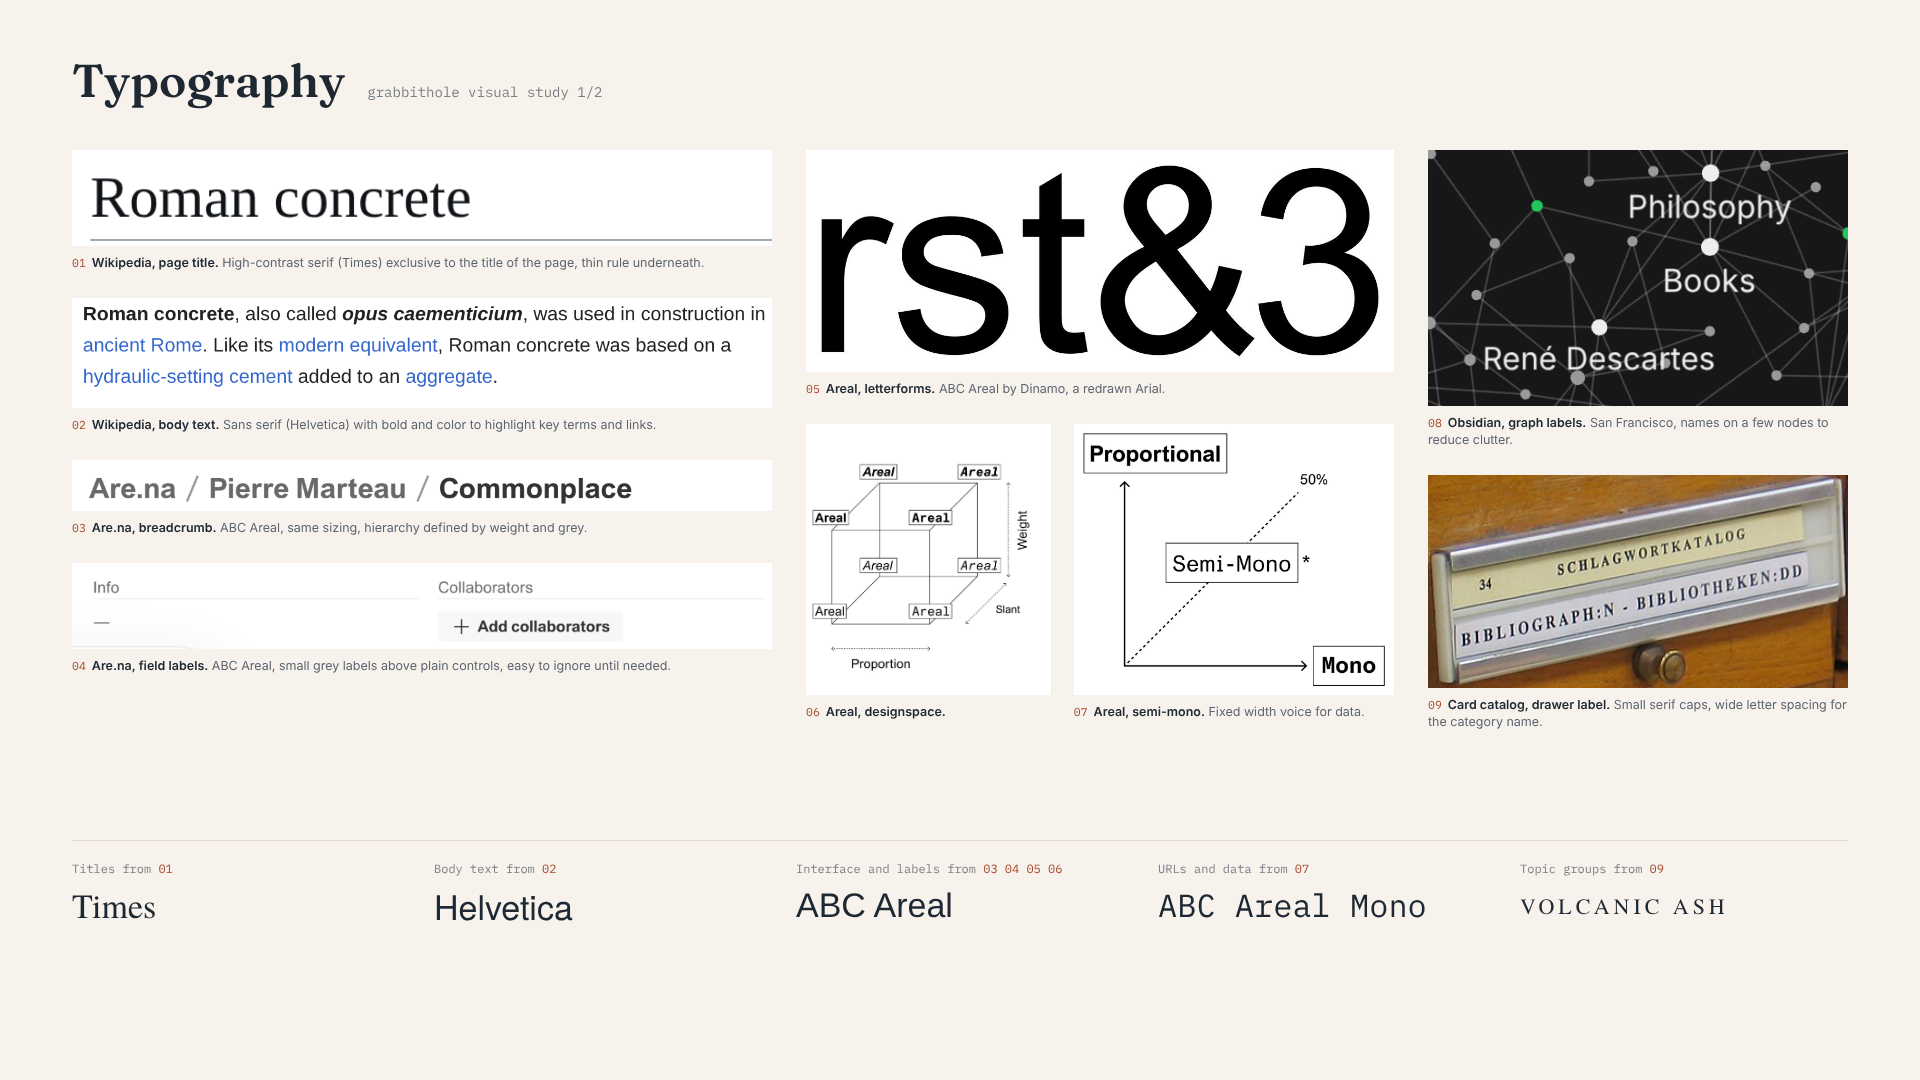 Typography
grabbithole visual study 1/2
Roman concrete
01 Wikipedia, page title. High-contrast serif (Times) exclusive to the title of the page, thin rule underneath.
Roman concrete, also called opus caementicium, was used in construction in
ancient Rome. Like its modern equivalent, Roman concrete was based on a
hydraulic-setting cement added to an aggregate.
02 Wikipedia, body text. Sans serif (Helvetica) with bold and color to highlight key terms and links.
Are.na / Pierre Marteau / Commonplace
03 Are.na, breadcrumb. ABC Areal, same sizing, hierarchy defined by weight and grey.
Info
Collaborators
—
+ Add collaborators
04 Are.na, field labels. ABC Areal, small grey labels above plain controls, easy to ignore until needed.
rst&3
05 Areal, letterforms. ABC Areal by Dinamo, a redrawn Arial.
Areal
Areal
Areal
Areal
Weight
Areal
Areal
Areal
Areal
Slant
Proportion
06 Areal, designspace.
Proportional
50%
Semi-Mono *
Mono
07 Areal, semi-mono. Fixed width voice for data.
Philosophy
Books
René Descartes
08 Obsidian, graph labels. San Francisco, names on a few nodes to
reduce clutter.
34 SCHLAGWORTKATALOG
BIBLIOGRAPH:N - BIBLIOTHEKEN:DD
09 Card catalog, drawer label. Small serif caps, wide letter spacing for
the category name.
Titles from 01
Times
Body text from 02
Helvetica
Interface and labels from 03 04 05 06
ABC Areal
URLs and data from 07
ABC Areal Mono
Topic groups from 09
VOLCANIC ASH